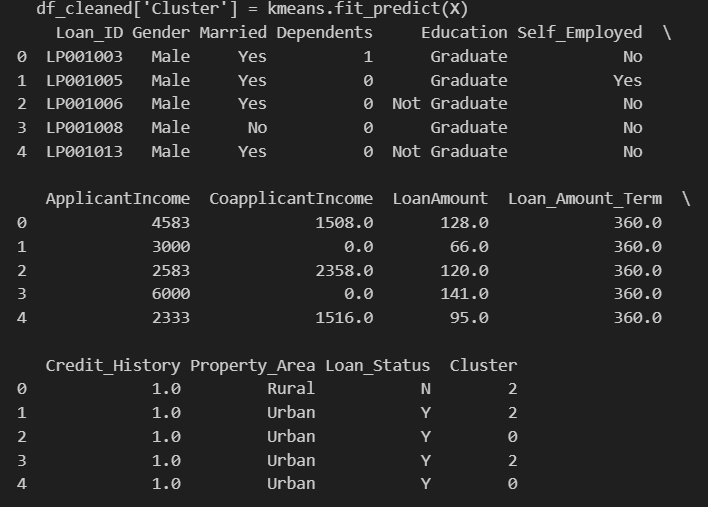 df_cleaned['Cluster'] = kmeans.fit_predict(X)
Loan_ID Gender Married Dependents Education Self_Employed \
0 LP001003 Male Yes 1 Graduate No
1 LP001005 Male Yes 0 Graduate Yes
2 LP001006 Male Yes 0 Not Graduate No
3 LP001008 Male No 0 Graduate No
4 LP001013 Male Yes 0 Not Graduate No
ApplicantIncome CoapplicantIncome LoanAmount Loan_Amount_Term \
0 4583 1508.0 128.0 360.0
1 3000 0.0 66.0 360.0
2 2583 2358.0 120.0 360.0
3 6000 0.0 141.0 360.0
4 2333 1516.0 95.0 360.0
Credit_History Property_Area Loan_Status Cluster
0 1.0 Rural N 2
1 1.0 Urban Y 2
2 1.0 Urban Y 0
3 1.0 Urban Y 2
4 1.0 Urban Y 0